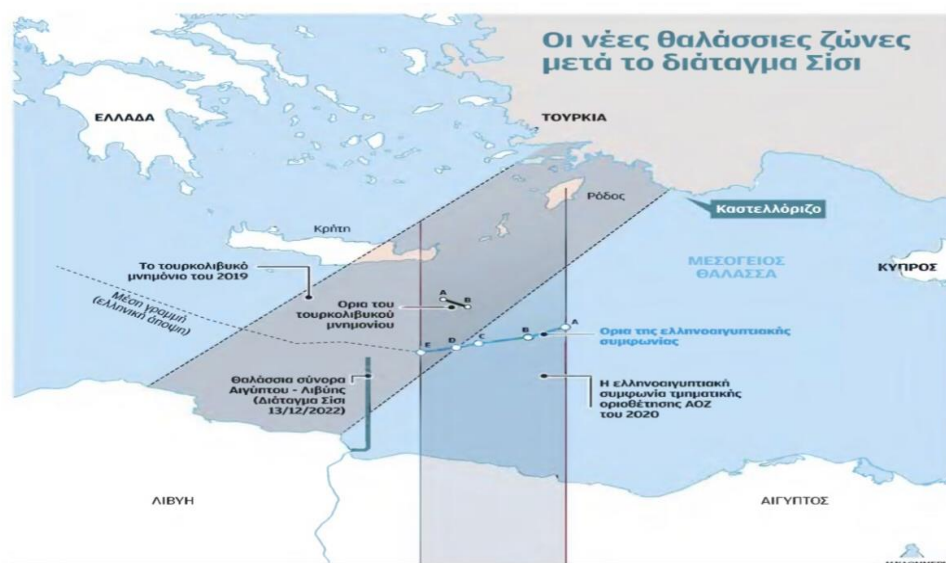 Οι νέες θαλάσσιες ζώνες
μετά το διάταγμα Σίσι
ΕΛΛΑΔΑ
ΤΟΥΡΚΙΑ
Ρόδος
Καστελλόριζο
Κρήτη
ΜΕΣΟΓΕΙΟΣ
ΘΑΛΑΣΣΑ
ΚΥΠΡΟΣ
Το τουρκολιβυκό
μνημόνιο του 2019
Μέση γραμμή
(ελληνική άποψη)
A
B
Ορια του
τουρκολιβυκού
μνημονίου
E
D
C
B
A
Ορια της ελληνοαιγυπτιακής
συμφωνίας
Θαλάσσια σύνορα
Αιγύπτου - Λιβύης
(Διάταγμα Σίσι
13/12/2022)
Η ελληνοαιγυπτιακή
συμφωνία τμηματικής
οριοθέτησης ΑΟΖ
του 2020
ΛΙΒΥΗ
ΑΙΓΥΠΤΟΣ